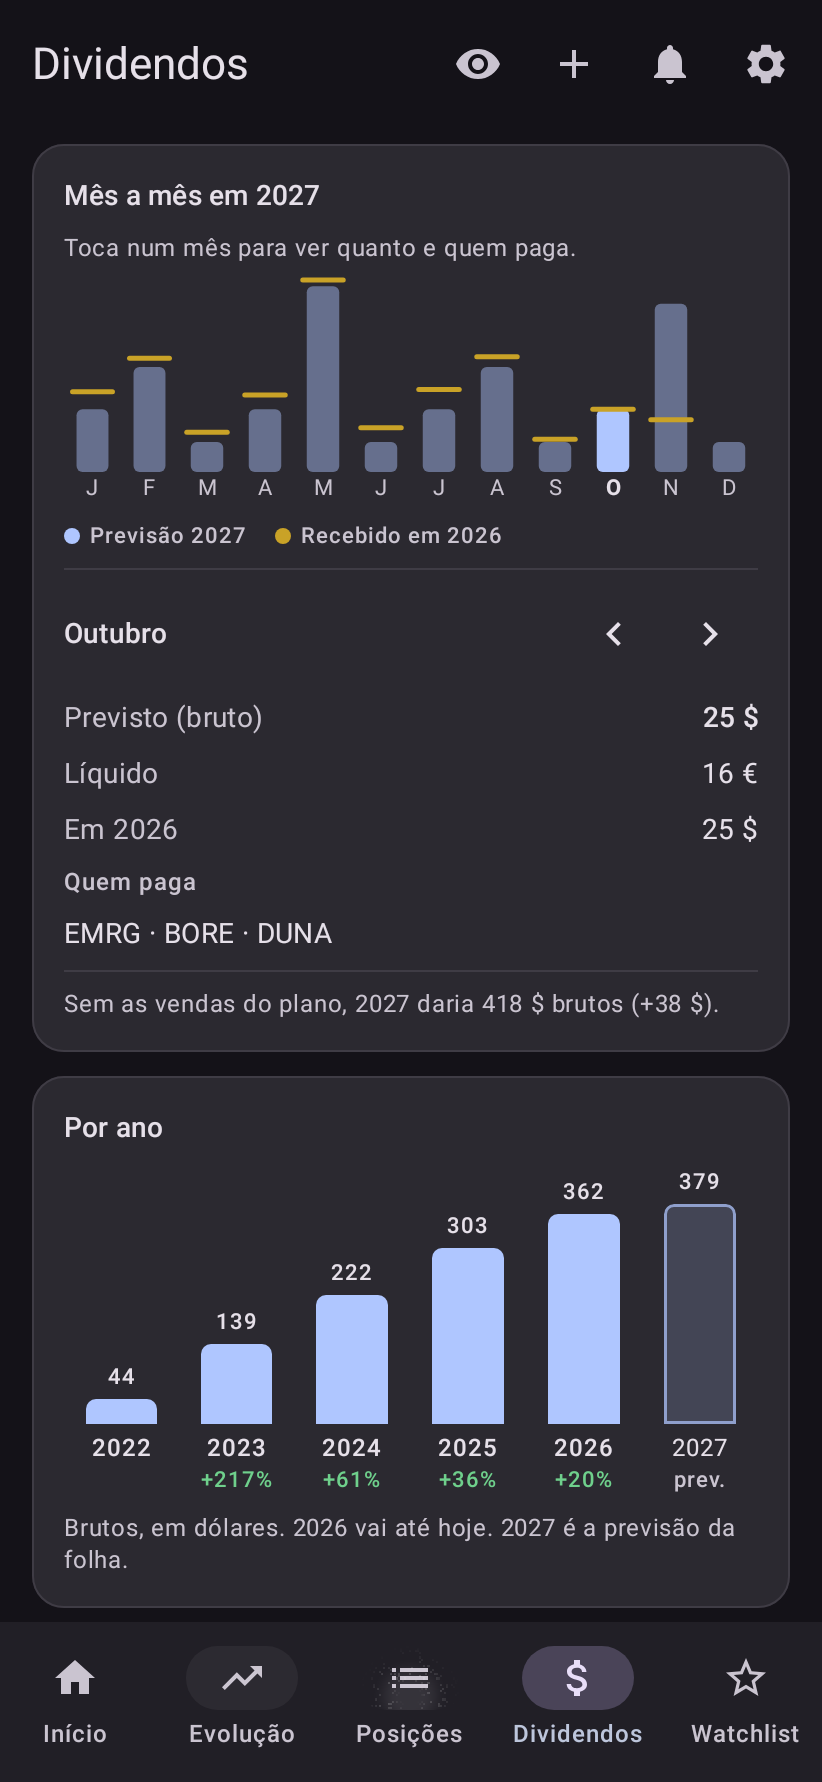 Dividendos
Mês a mês em 2027
Toca num mês para ver quanto e quem paga.
J F M A M J J A S O N D
Previsão 2027 Recebido em 2026
Outubro
Previsto (bruto) 25 $
Líquido 16 €
Em 2026 25 $
Quem paga
EMRG · BORE · DUNA
Sem as vendas do plano, 2027 daria 418 $ brutos (+38 $).
Por ano
44 139 222 303 362 379
2022 2023 2024 2025 2026 2027
+217% +61% +36% +20% prev.
Brutos, em dólares. 2026 vai até hoje. 2027 é a previsão da
folha.
Início Evolução Posições Dividendos Watchlist